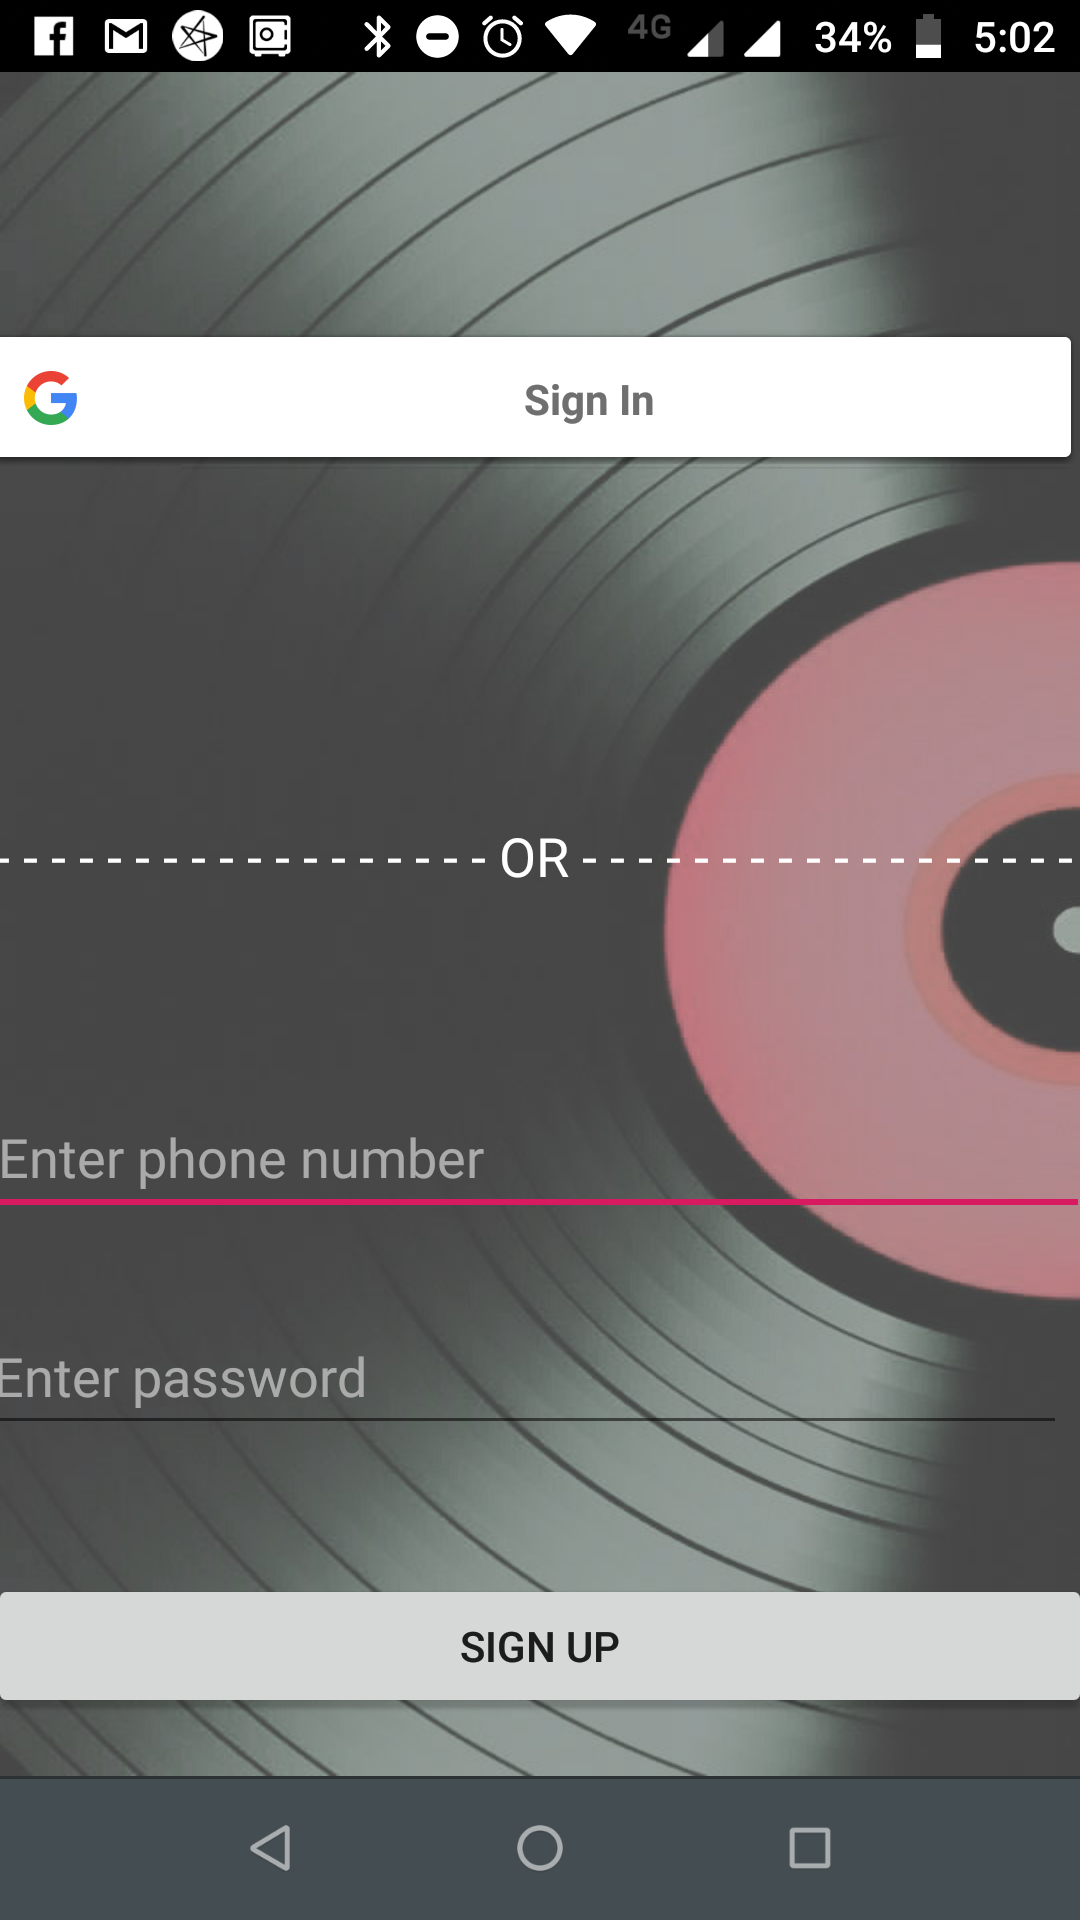 4G 34% 5:02
Sign In
OR
Enter phone number
Enter password
SIGN UP